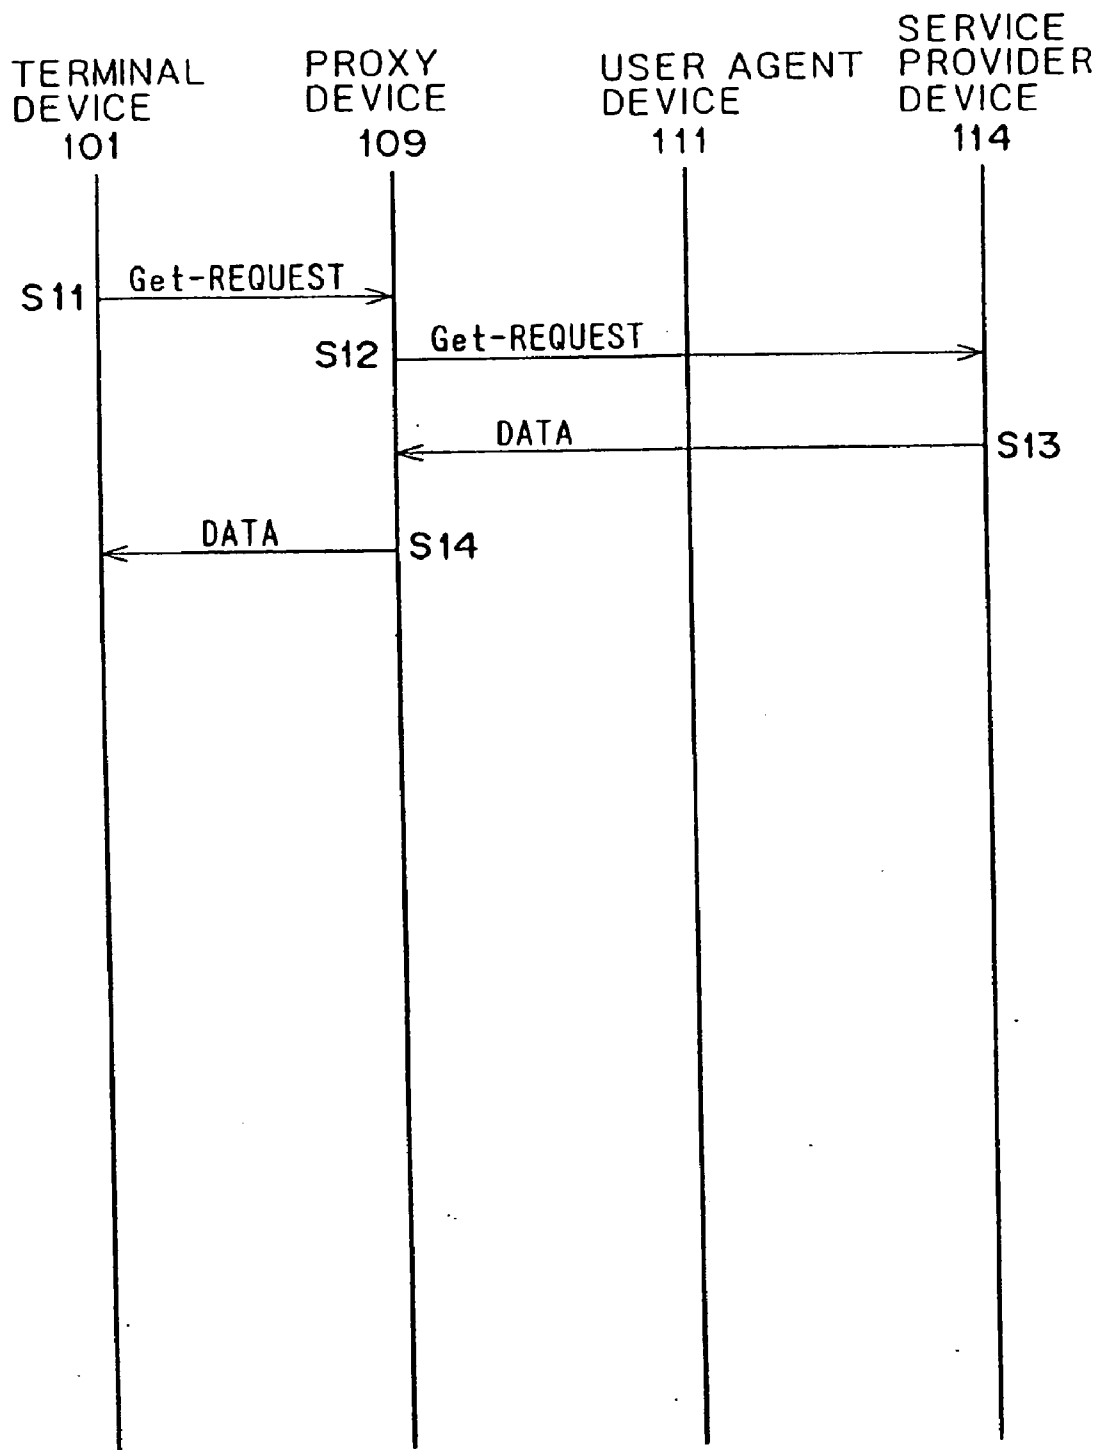 TERMINAL
DEVICE
101
PROXY
DEVICE
109
USER AGENT
DEVICE
111
SERVICE
PROVIDER
DEVICE
114
S11
Get-REQUEST
S12
Get-REQUEST
DATA
S13
DATA
S14